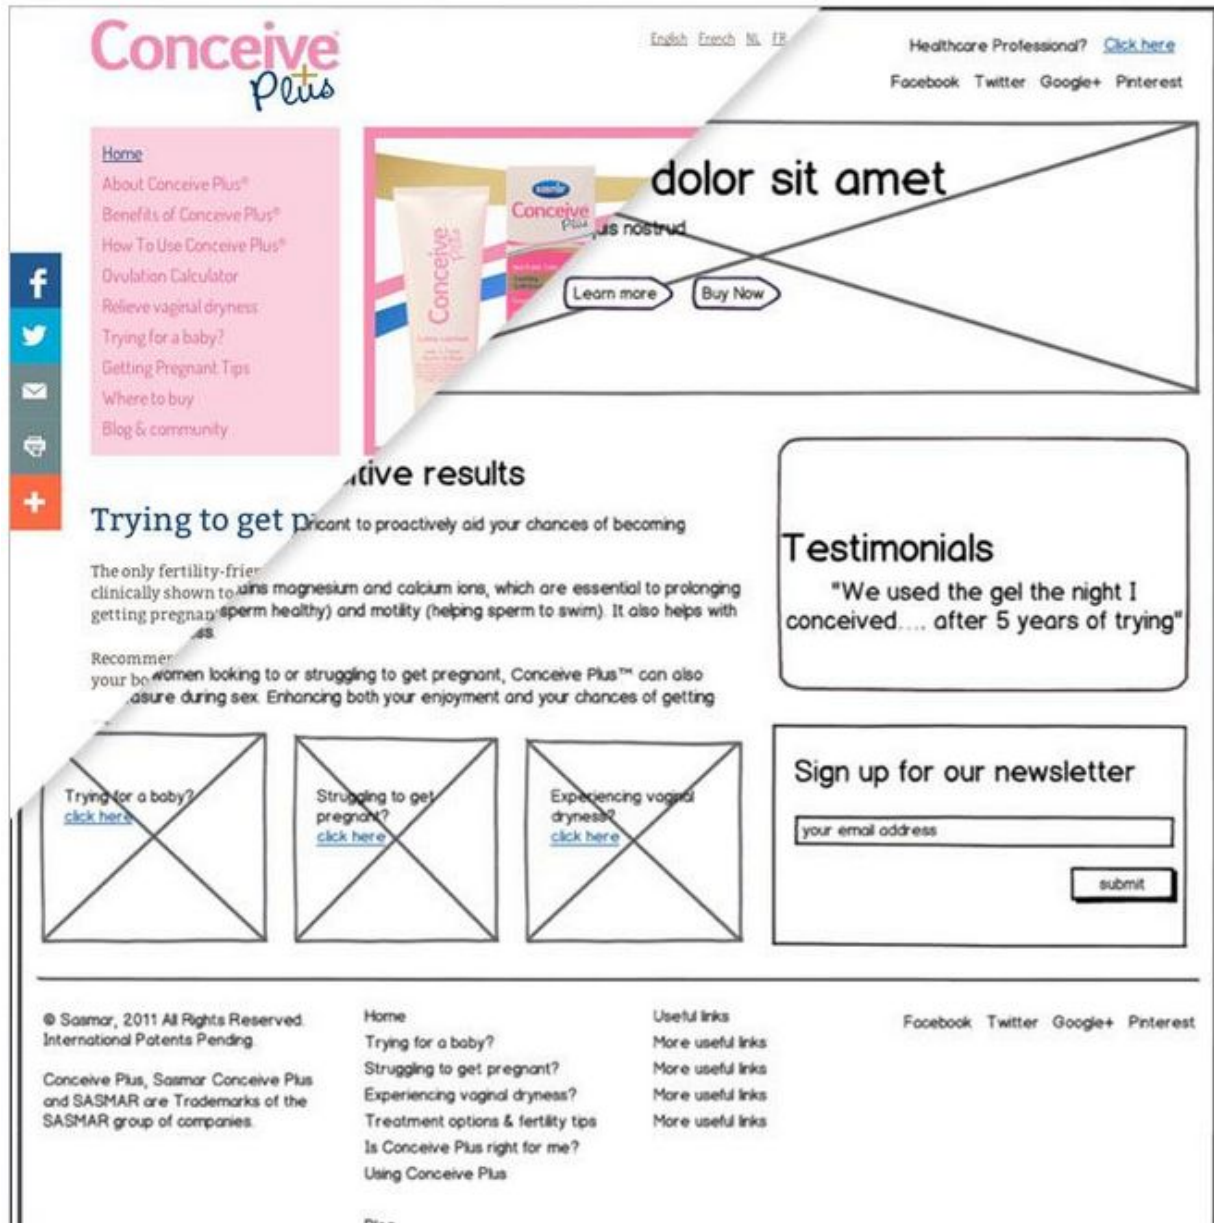 Conceive
Plus
English French NL FR
Healthcare Professional? Click here
Facebook Twitter Google+ Pinterest
Home
About Conceive Plus®
Benefits of Conceive Plus®
How To Use Conceive Plus®
Ovulation Calculator
Relieve vaginal dryness
Trying for a baby?
Getting Pregnant Tips
Where to buy
Blog & community
Conceive
plus
sasmar
Conceive
Plus
dolor sit amet
uis nostrud
Learn more
Buy Now
itive results
Trying to get p
ricant to proactively aid your chances of becoming
The only fertility-frie
clinically shown to
getting pregnan
ains magnesium and calcium ions, which are essential to prolonging
sperm healthy) and motility (helping sperm to swim). It also helps with
ss.
Recomme
your bo
women looking to or struggling to get pregnant, Conceive Plus™ can also
asure during sex. Enhancing both your enjoyment and your chances of getting
Testimonials
"We used the gel the night I
conceived.... after 5 years of trying"
Trying for a baby?
click here
Struggling to get
pregnant?
click here
Experiencing vaginal
dryness?
click here
Sign up for our newsletter
your email address
submit
© Sasmar, 2011 All Rights Reserved.
International Patents Pending.
Conceive Plus, Sasmar Conceive Plus
and SASMAR are Trademarks of the
SASMAR group of companies.
Home
Trying for a baby?
Struggling to get pregnant?
Experiencing vaginal dryness?
Treatment options & fertility tips
Is Conceive Plus right for me?
Using Conceive Plus
Useful links
More useful links
More useful links
More useful links
More useful links
Facebook Twitter Google+ Pinterest